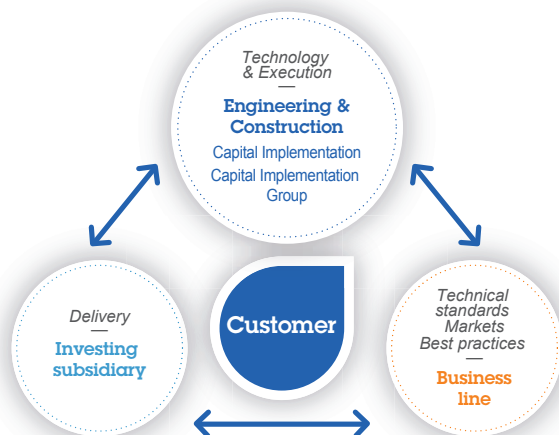 Technology
& Execution
—
Engineering &
Construction
Capital Implementation
Capital Implementation
Group
Delivery
—
Investing
subsidiary
Customer
Technical
standards
Markets
Best practices
—
Business
line